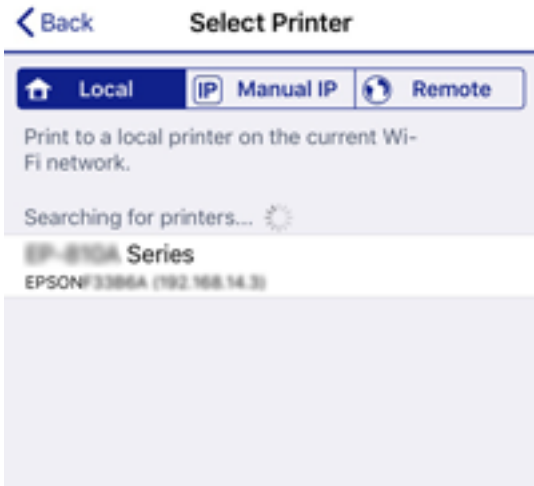 Back
Select Printer
Local
IP Manual IP
Remote
Print to a local printer on the current Wi-
Fi network.
Searching for printers...
Series
EPSON